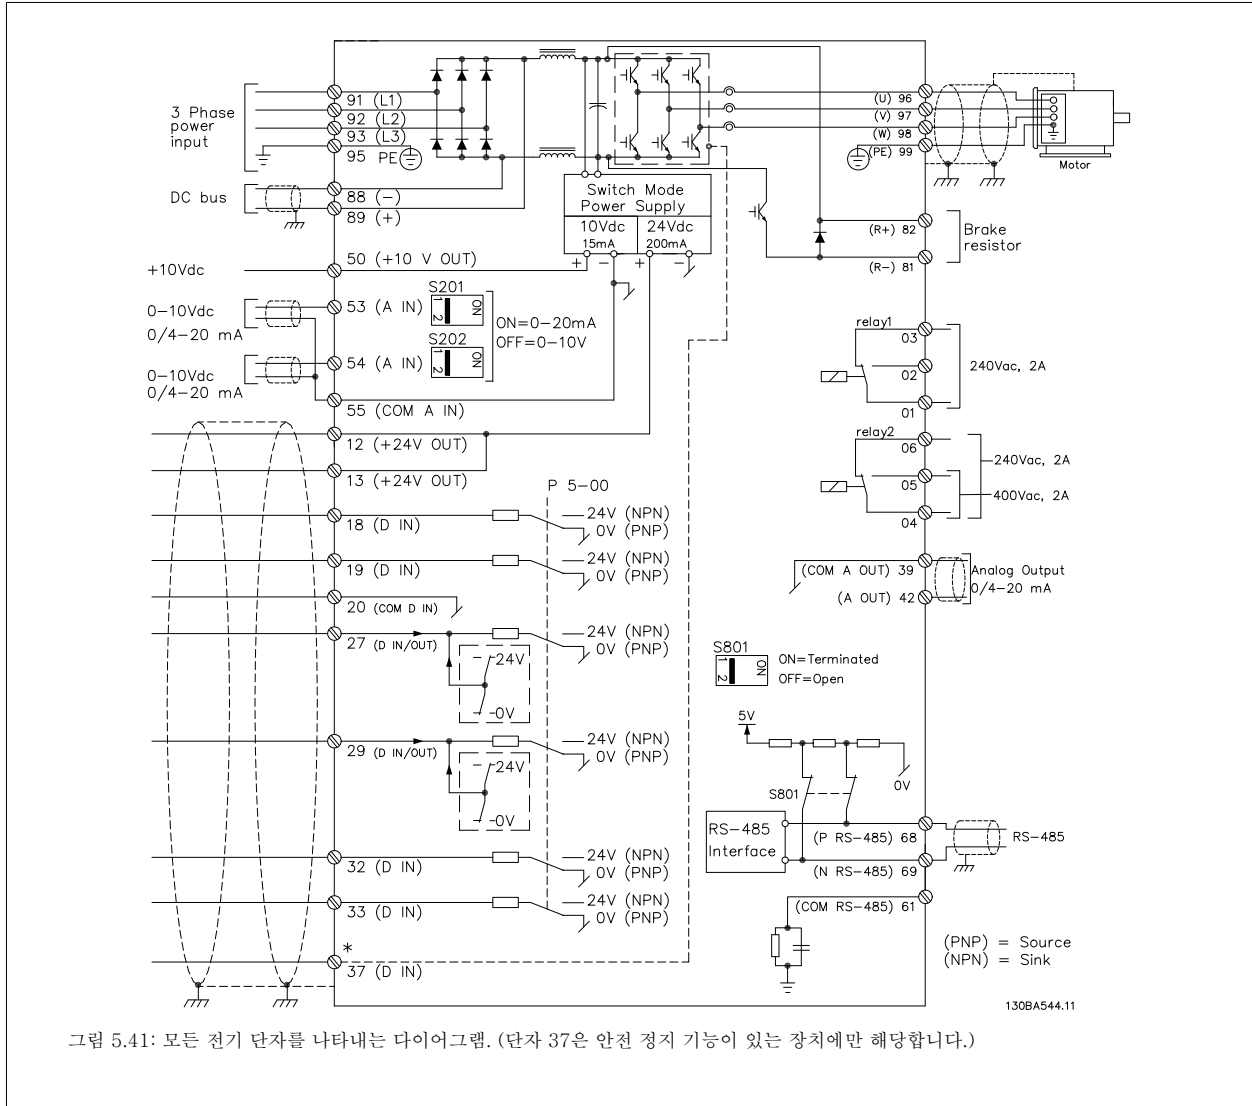 3 Phase
power
input
91 (L1)
92 (L2)
93 (L3)
95 PE
DC bus
88 (−)
89 (+)
+10Vdc
50 (+10 V OUT)
0−10Vdc
0/4−20 mA
53 (A IN)
S201
1 2
ON
ON=0−20mA
OFF=0−10V
S202
1 2
ON
0−10Vdc
0/4−20 mA
54 (A IN)
55 (COM A IN)
12 (+24V OUT)
13 (+24V OUT)
P 5−00
18 (D IN)
24V (NPN)
0V (PNP)
19 (D IN)
24V (NPN)
0V (PNP)
20 (COM D IN)
27 (D IN/OUT)
24V (NPN)
0V (PNP)
24V
0V
29 (D IN/OUT)
24V (NPN)
0V (PNP)
24V
0V
32 (D IN)
24V (NPN)
0V (PNP)
33 (D IN)
24V (NPN)
0V (PNP)
*
37 (D IN)
Switch Mode
Power Supply
10Vdc
15mA
24Vdc
200mA
+ − + −
(U) 96
(V) 97
(W) 98
(PE) 99
Motor
(R+) 82
(R−) 81
Brake
resistor
relay1
03
02
01
240Vac, 2A
relay2
06
05
04
240Vac, 2A
400Vac, 2A
(COM A OUT) 39
(A OUT) 42
Analog Output
0/4−20 mA
S801
1 2
ON
ON=Terminated
OFF=Open
5V
S801
0V
RS−485
Interface
(P RS−485) 68
(N RS−485) 69
(COM RS−485) 61
RS−485
(PNP) = Source
(NPN) = Sink
130BA544.11
그림 5.41: 모든 전기 단자를 나타내는 다이어그램. (단자 37은 안전 정지 기능이 있는 장치에만 해당합니다.)